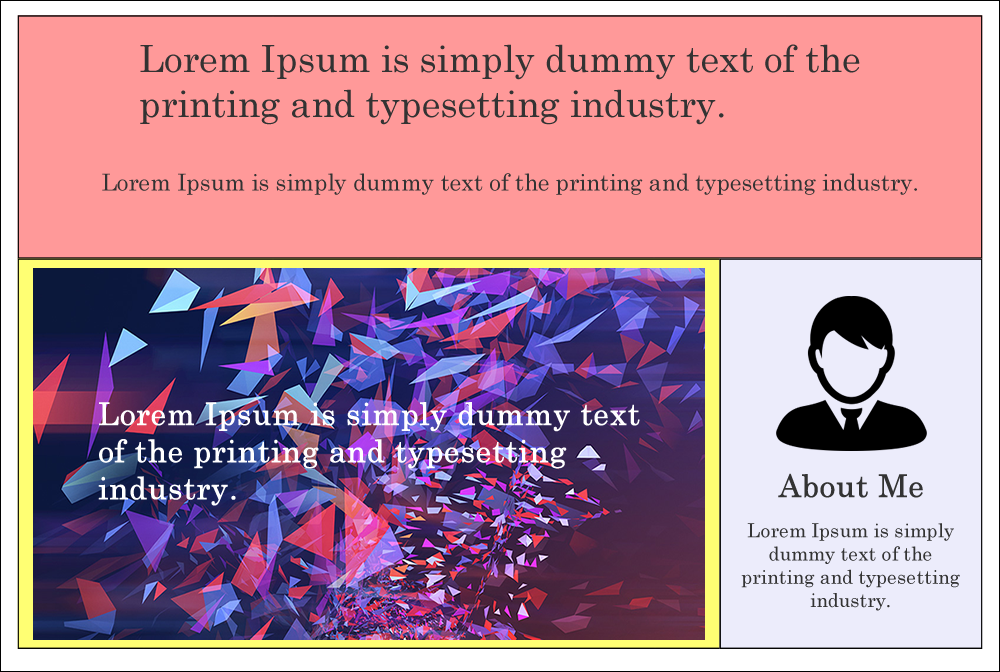 Lorem Ipsum is simply dummy text of the
printing and typesetting industry.
Lorem Ipsum is simply dummy text of the printing and typesetting industry.
Lorem Ipsum is simply dummy text
of the printing and typesetting
industry.
About Me
Lorem Ipsum is simply
dummy text of the
printing and typesetting
industry.